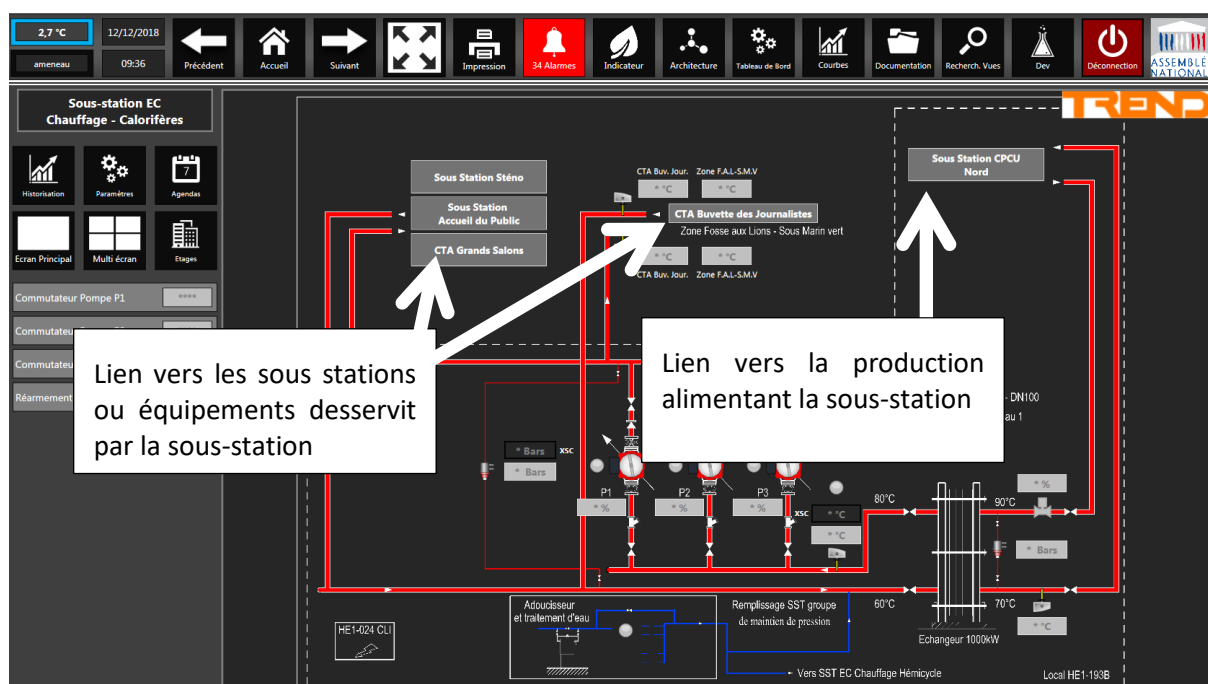 2,7 °C
12/12/2018
ameneau
09:36
Précédent
Accueil
Suivant
Impression
34 Alarmes
Indicateur
Architecture
Tableau de Bord
Courbes
Documentation
Recherch. Vues
Dev
Déconnection
ASSEMBLÉ
NATIONAL
Sous-station EC
Chauffage - Calorifères
TREND
Historisation
Paramètres
7
Agendas
Ecran Principal
Multi écran
Etages
Commutateur Pompe P1
****
Commutateu
Commutateu
Réarmement
Sous Station Sténo
Sous Station
Accueil du Public
CTA Grands Salons
CTA Buv. Jour. Zone F.A.L-S.M.V
* °C
* °C
CTA Buvette des Journalistes
Zone Fosse aux Lions - Sous Marin vert
* °C
* °C
CTA Buv. Jour. Zone F.A.L-S.M.V
Sous Station CPCU
Nord
Lien vers les sous stations
ou équipements desservit
par la sous-station
Lien vers la production
alimentant la sous-station
- DN100
au 1
* Bars
XSC
* Bars
P1
* %
P2
* %
P3
* %
XSC
* °C
* °C
80°C
90°C
* %
* Bars
60°C
70°C
* °C
Echangeur 1000kW
Adoucisseur
et traitement d'eau
Remplissage SST groupe
de maintien de pression
Vers SST EC Chauffage Hémicycle
HE1-024 CLI
Local HE1-193B